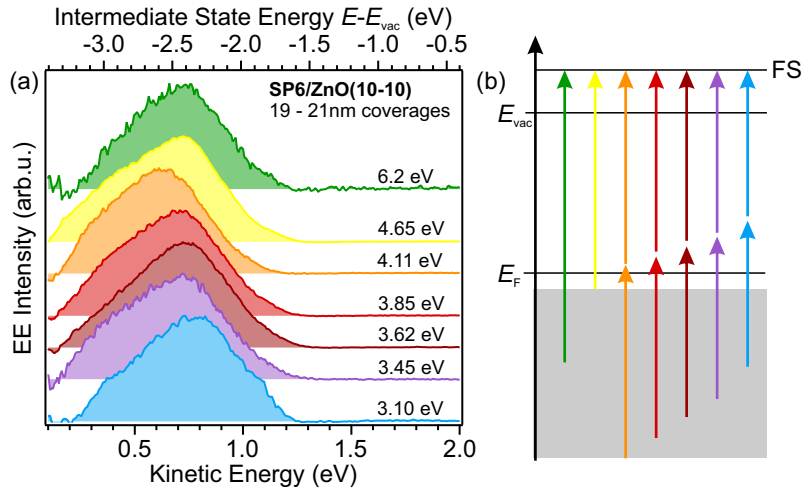 Intermediate State Energy E-Evac (eV)
-3.0 -2.5 -2.0 -1.5 -1.0 -0.5
(a)
SP6/ZnO(10-10)
19 - 21nm coverages
6.2 eV
4.65 eV
4.11 eV
3.85 eV
3.62 eV
3.45 eV
3.10 eV
EE Intensity (arb.u.)
0.5 1.0 1.5 2.0
Kinetic Energy (eV)
(b)
FS
Evac
EF